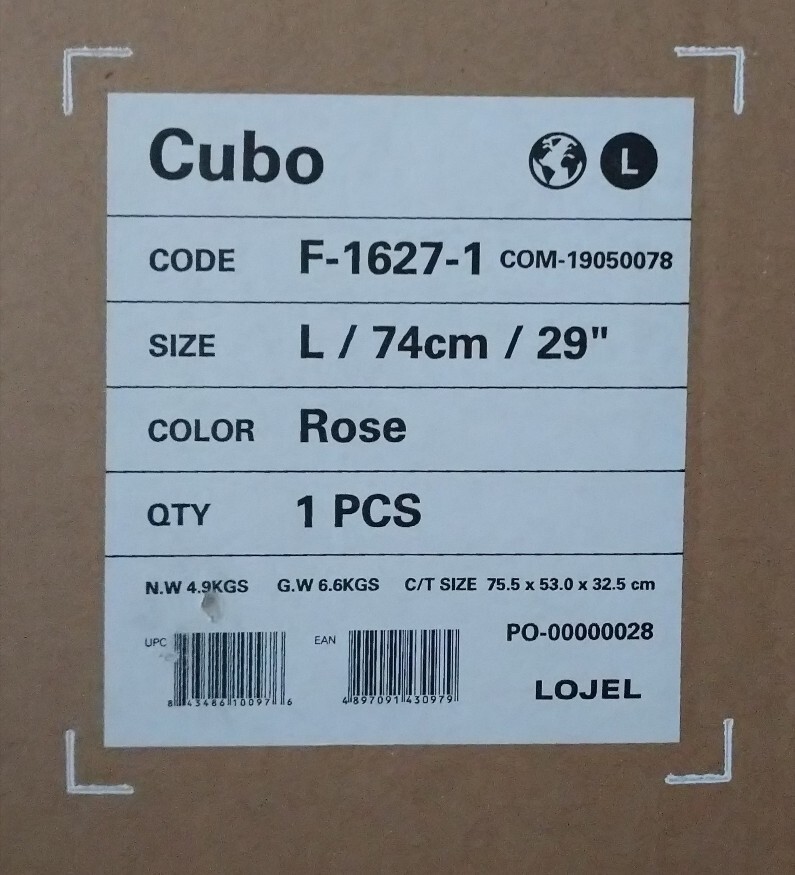 Cubo L
CODE F-1627-1 COM-19050078
SIZE L / 74cm / 29"
COLOR Rose
QTY 1 PCS
N.W 4.9KGS G.W 6.6KGS C/T SIZE 75.5 x 53.0 x 32.5 cm
PO-00000028
UPC EAN
LOJEL
8 43486 10097 6 4 897091 430979